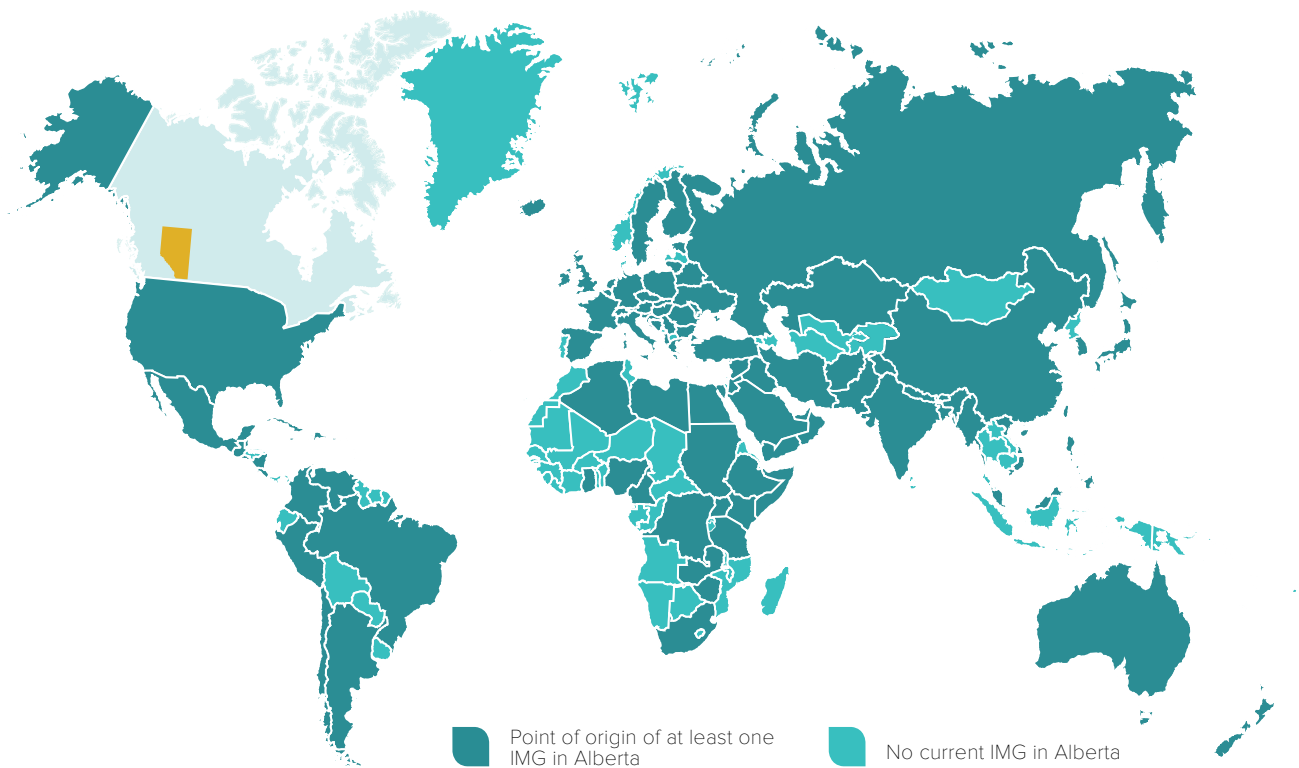 Point of origin of at least one
IMG in Alberta
No current IMG in Alberta